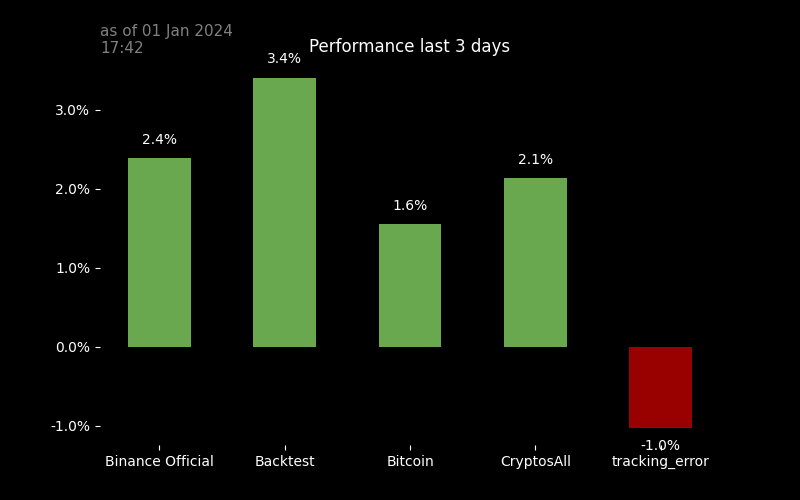 as of 01 Jan 2024
17:42
Performance last 3 days
3.4%
3.0%
2.4%
2.1%
2.0%
1.6%
1.0%
0.0%
-1.0%
-1.0%
Binance Official
Backtest
Bitcoin
CryptosAll
tracking_error